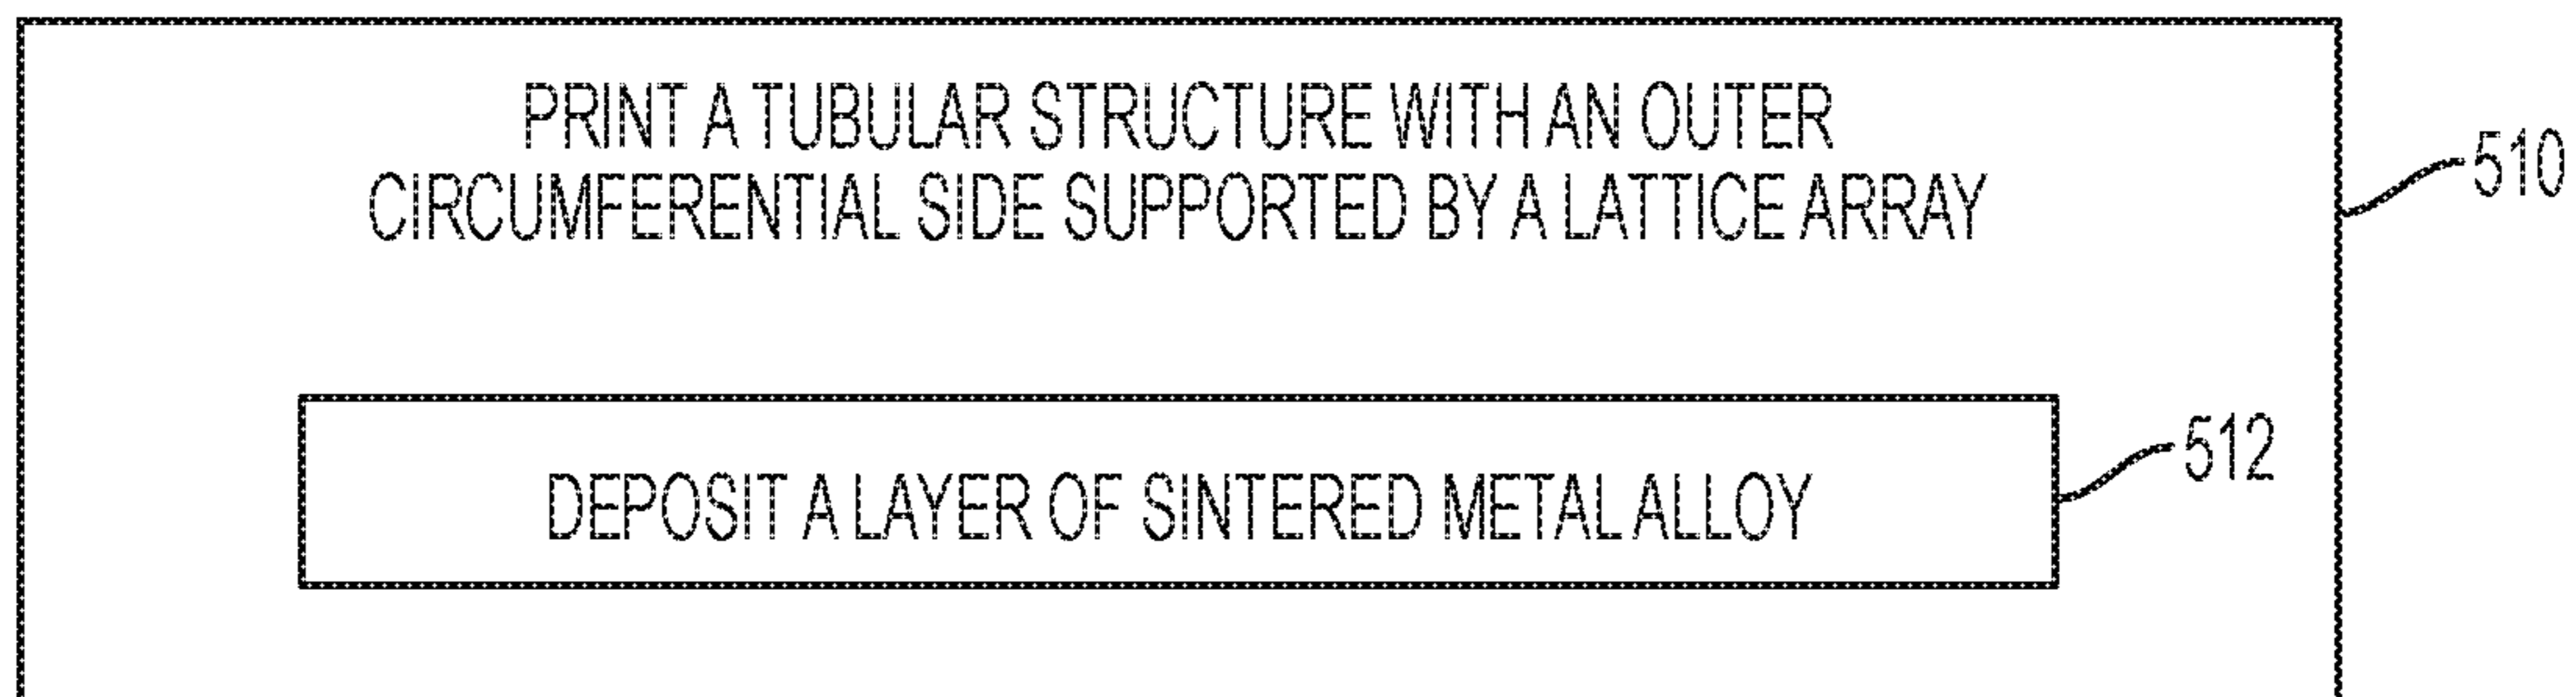 PRINT A TUBULAR STRUCTURE WITH AN OUTER
CIRCUMFERENTIAL SIDE SUPPORTED BY A LATTICE ARRAY
510
DEPOSIT A LAYER OF SINTERED METAL ALLOY
512